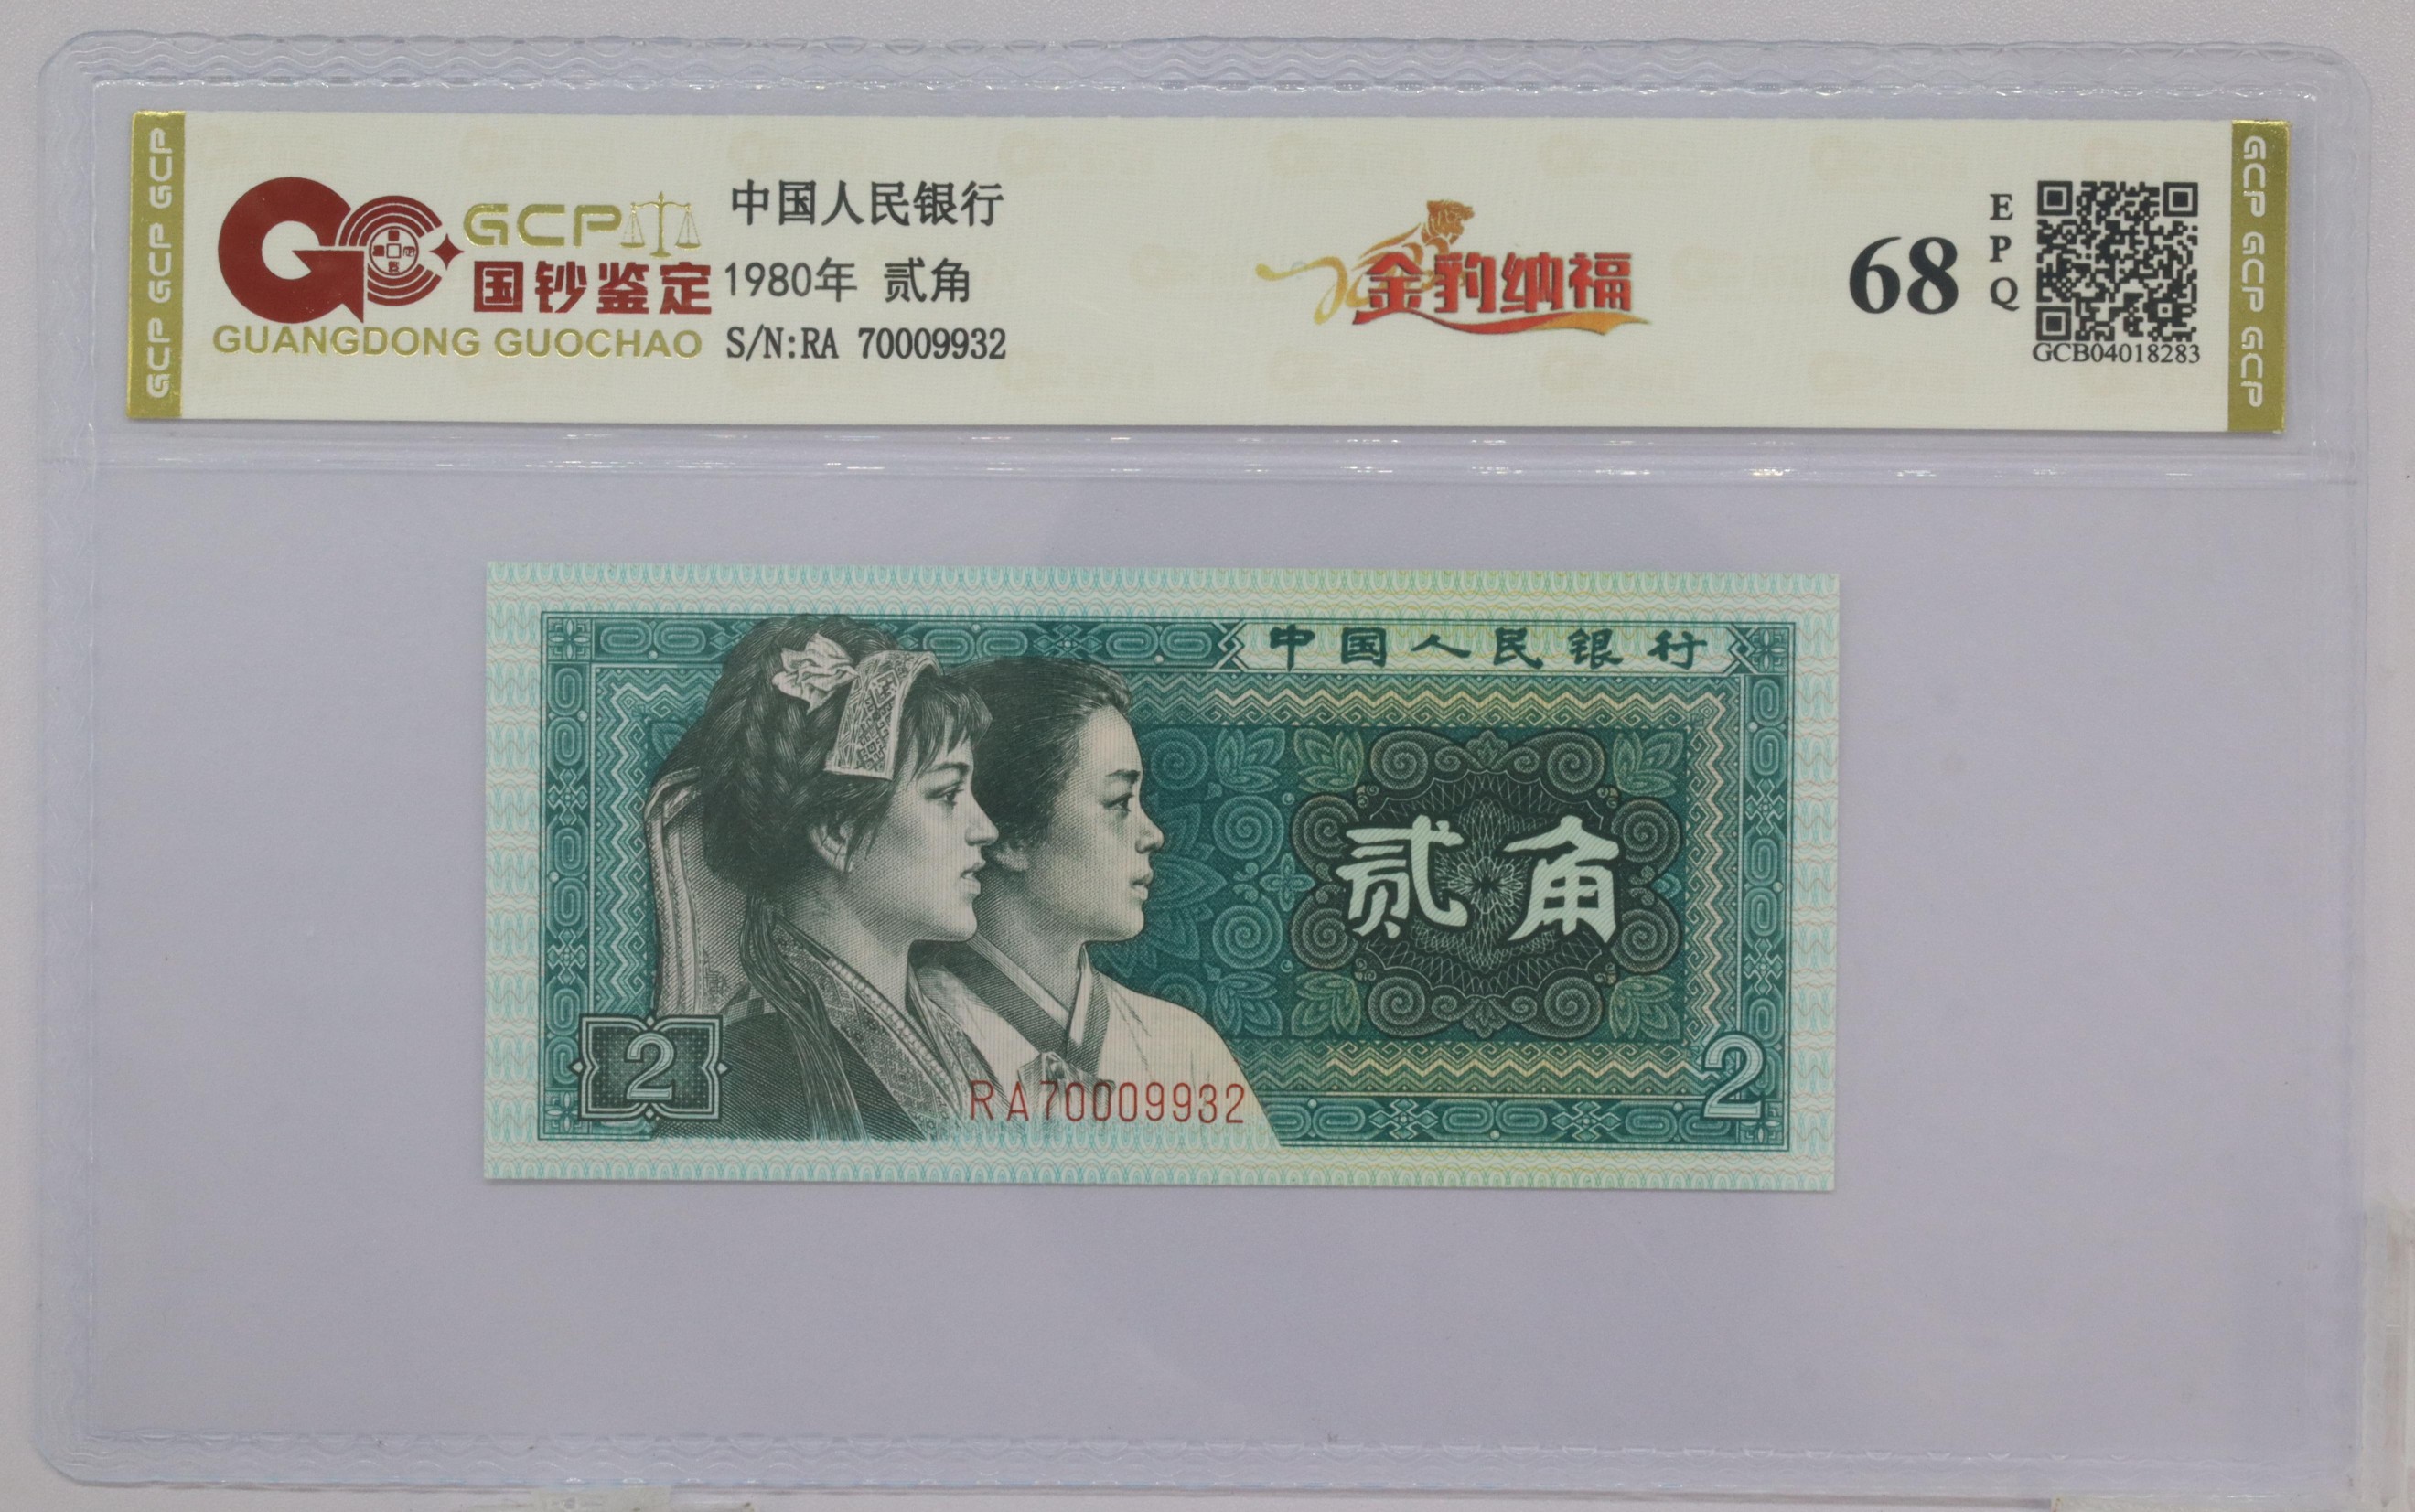 GCP GCP GCP
GCP
国钞鉴定
GUANGDONG GUOCHAO
中国人民银行
1980年 贰角
S/N:RA 70009932
金豹纳福
68
EPQ
GCB04018283
GCP GCP GCP
中国人民银行
贰角
2
RA70009932
2